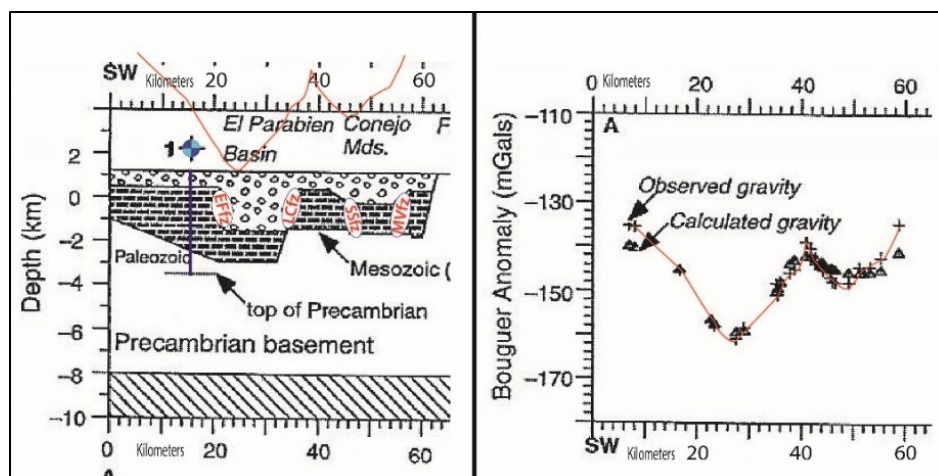 SW Kilometers 20 40 60
El Parabien Conejo F
1 Basin Mds.
2
0
EFfz LCfz SSfz MVfz
−2
Paleozoic
Mesozoic (
−4
top of Precambrian
−6
Precambrian basement
−8
−10
Depth (km)
0 Kilometers 20 40 60
0 Kilometers 20 40 60
−110
A
−130
Observed gravity
Calculated gravity
−150
−170
Bouguer Anomaly (mGals)
SW Kilometers 20 40 60